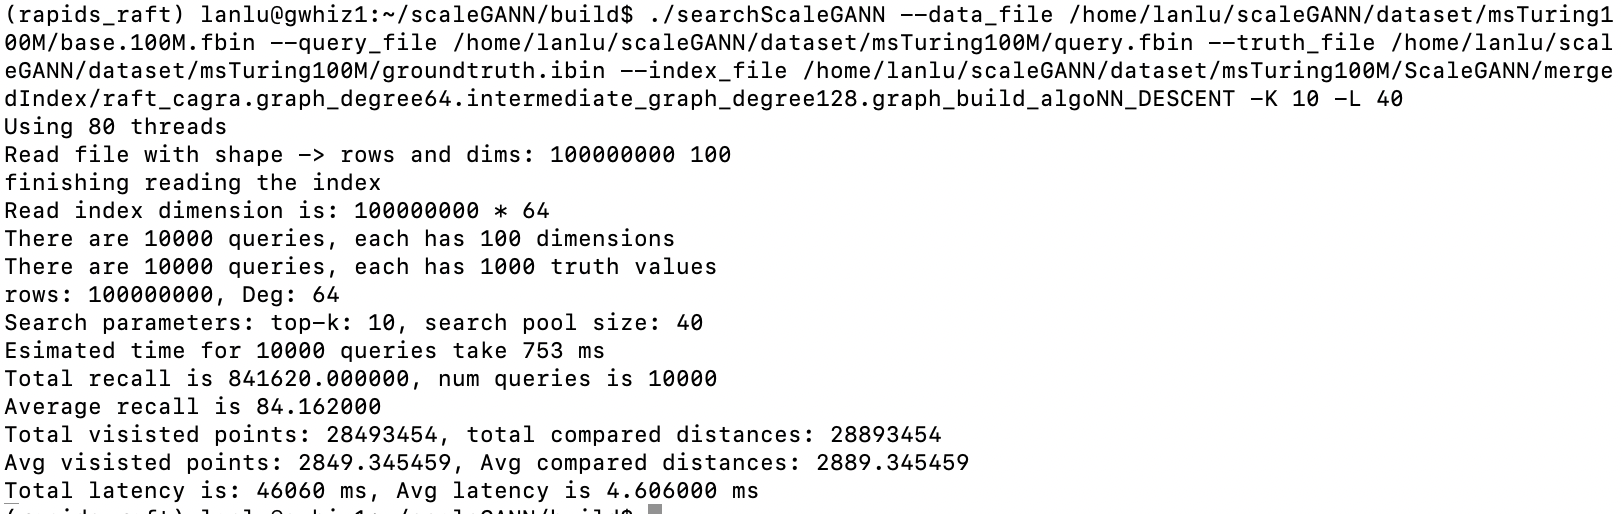 (rapids_raft) lanlu@gwhiz1:~/scaleGANN/build$ ./searchScaleGANN --data_file /home/lanlu/scaleGANN/dataset/msTuring1
00M/base.100M.fbin --query_file /home/lanlu/scaleGANN/dataset/msTuring100M/query.fbin --truth_file /home/lanlu/scal
eGANN/dataset/msTuring100M/groundtruth.ibin --index_file /home/lanlu/scaleGANN/dataset/msTuring100M/ScaleGANN/merge
dIndex/raft_cagra.graph_degree64.intermediate_graph_degree128.graph_build_algoNN_DESCENT -K 10 -L 40
Using 80 threads
Read file with shape -> rows and dims: 100000000 100
finishing reading the index
Read index dimension is: 100000000 * 64
There are 10000 queries, each has 100 dimensions
There are 10000 queries, each has 1000 truth values
rows: 100000000, Deg: 64
Search parameters: top-k: 10, search pool size: 40
Esimated time for 10000 queries take 753 ms
Total recall is 841620.000000, num queries is 10000
Average recall is 84.162000
Total visisted points: 28493454, total compared distances: 28893454
Avg visisted points: 2849.345459, Avg compared distances: 2889.345459
Total latency is: 46060 ms, Avg latency is 4.606000 ms